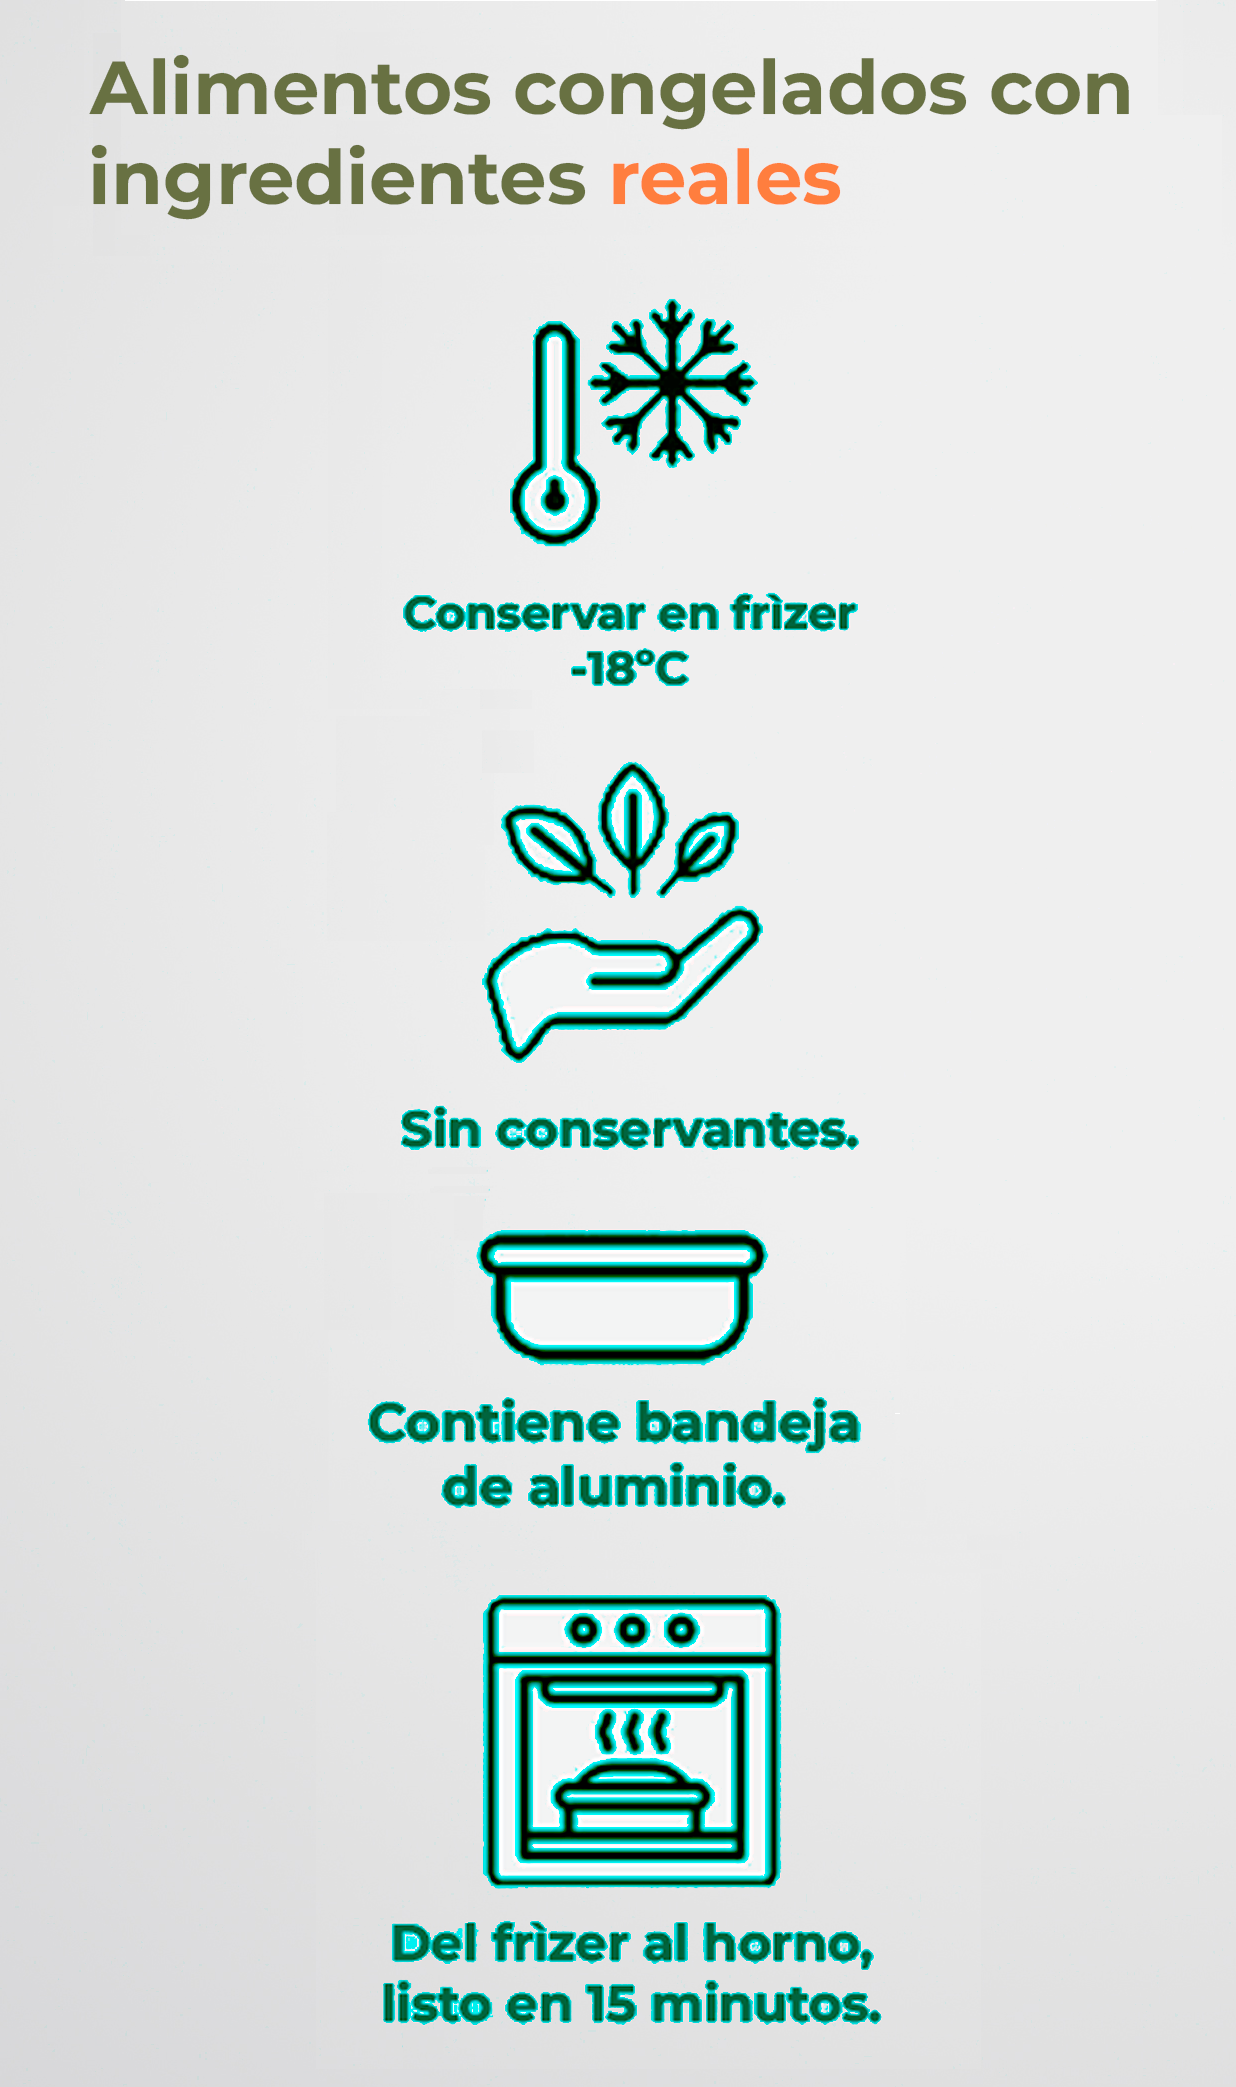 Alimentos congelados con
ingredientes reales
Conservar en frìzer
-18°C
Sin conservantes.
Contiene bandeja
de aluminio.
Del frìzer al horno,
listo en 15 minutos.